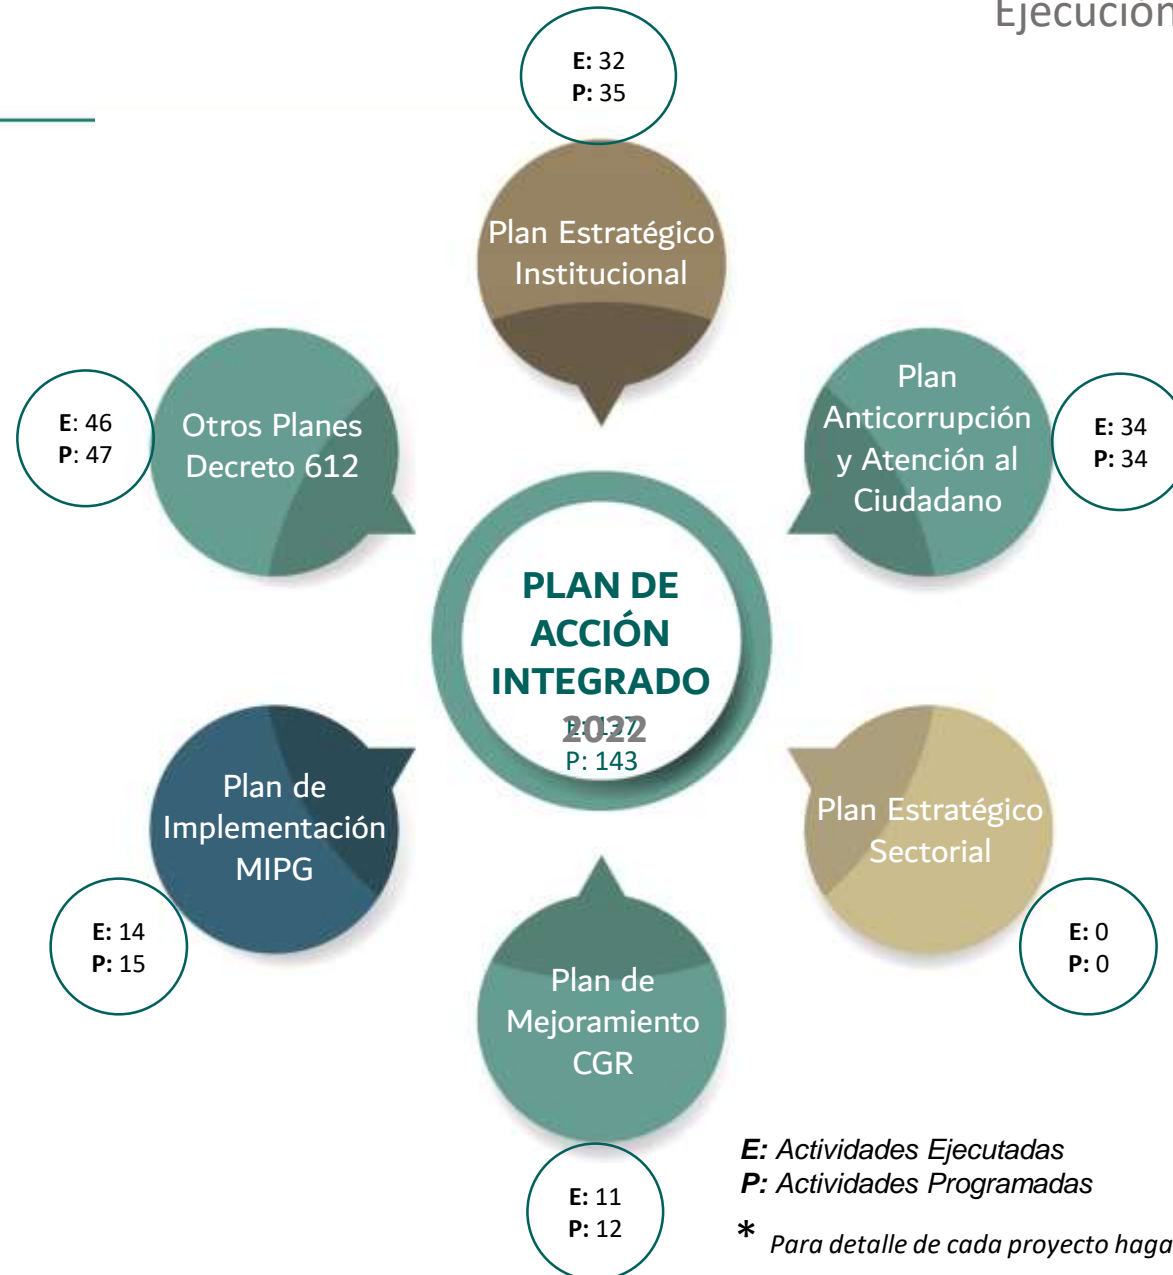 Ejecución
E: 32
P: 35
Plan Estratégico
Institucional
Plan
Anticorrupción
y Atención al
Ciudadano
E: 34
P: 34
Otros Planes
Decreto 612
E: 46
P: 47
PLAN DE
ACCIÓN
INTEGRADO
2022
E: 137
P: 143
Plan de
Implementación
MIPG
E: 14
P: 15
Plan Estratégico
Sectorial
E: 0
P: 0
Plan de
Mejoramiento
CGR
E: 11
P: 12
E: Actividades Ejecutadas
P: Actividades Programadas
* Para detalle de cada proyecto haga